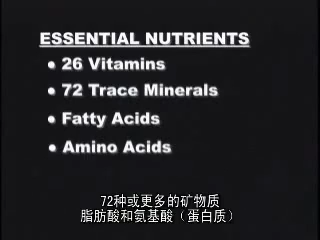 ESSENTIAL NUTRIENTS
• 26 Vitamins
• 72 Trace Minerals
• Fatty Acids
• Amino Acids
72种或更多的矿物质
脂肪酸和氨基酸（蛋白质）